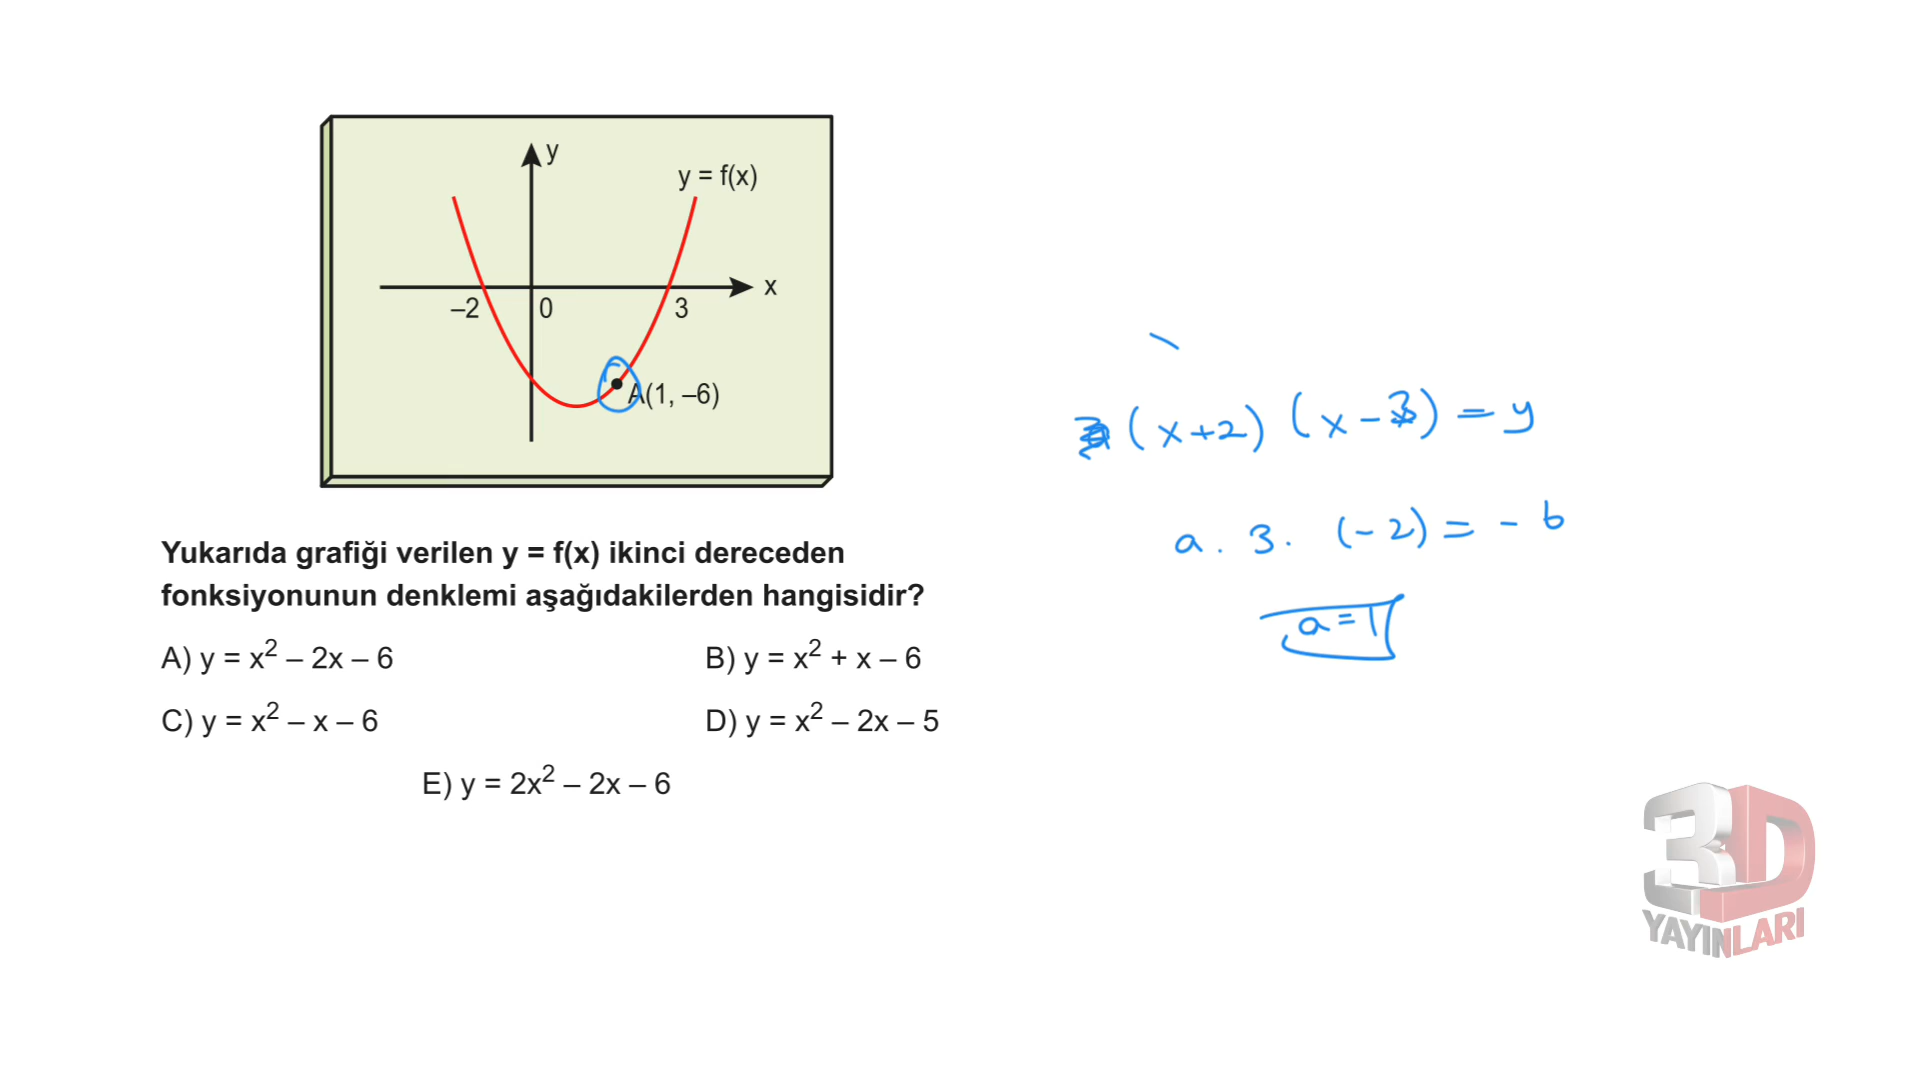 y
y = f(x)
x
–2 0 3
A(1, –6)
Yukarıda grafiği verilen y = f(x) ikinci dereceden
fonksiyonunun denklemi aşağıdakilerden hangisidir?
A) y = x² – 2x – 6 B) y = x² + x – 6
C) y = x² – x – 6 D) y = x² – 2x – 5
E) y = 2x² – 2x – 6
(x+2) (x-3) = y
a . 3 . (-2) = - 6
a = 1
3D
YAYINLARI